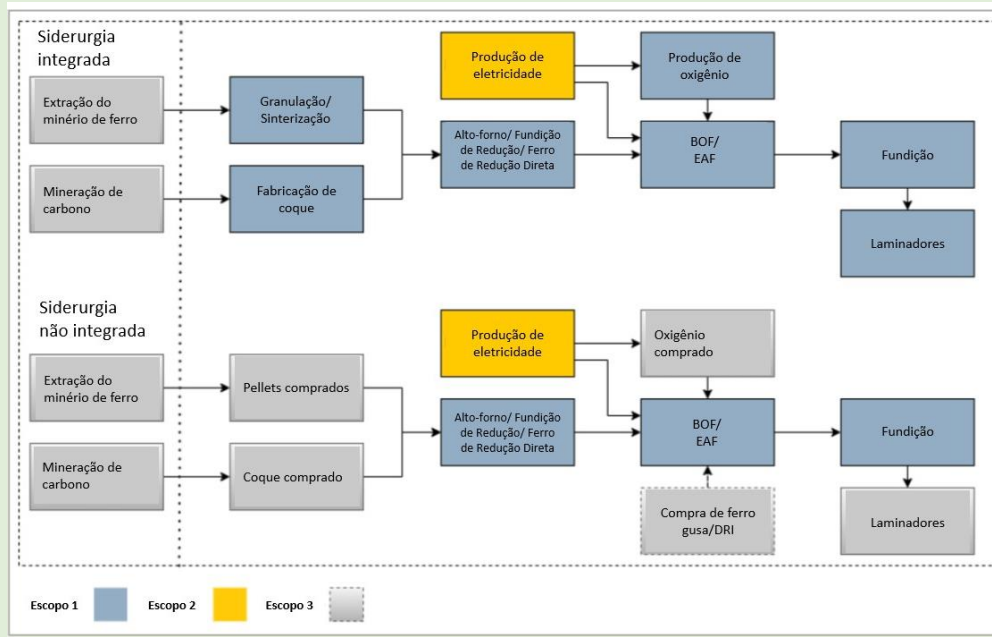 Siderurgia
integrada
Extração do
minério de ferro
Mineração de
carbono
Granulação/
Sinterização
Fabricação de
coque
Produção de
eletricidade
Alto-forno/ Fundição
de Redução/ Ferro
de Redução Direta
Produção de
oxigênio
BOF/
EAF
Fundição
Laminadores
Siderurgia
não integrada
Extração do
minério de ferro
Mineração de
carbono
Pellets comprados
Coque comprado
Produção de
eletricidade
Alto-forno/ Fundição
de Redução/ Ferro
de Redução Direta
Oxigênio
comprado
BOF/
EAF
Compra de ferro
gusa/DRI
Fundição
Laminadores
Escopo 1
Escopo 2
Escopo 3